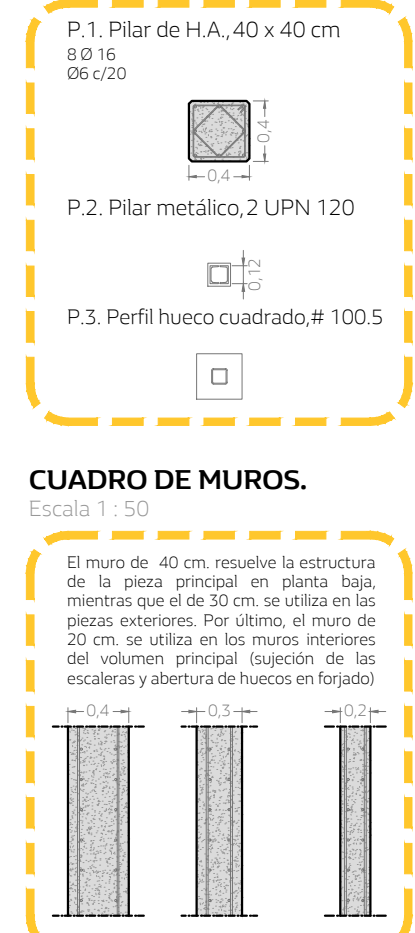 P.1. Pilar de H.A., 40 x 40 cm
8 Ø 16
Ø6 c/20
0,4
0,4
P.2. Pilar metálico, 2 UPN 120
0,12
P.3. Perfil hueco cuadrado,# 100.5
CUADRO DE MUROS.
Escala 1 : 50
El muro de 40 cm. resuelve la estructura
de la pieza principal en planta baja,
mientras que el de 30 cm. se utiliza en las
piezas exteriores. Por último, el muro de
20 cm. se utiliza en los muros interiores
del volumen principal (sujeción de las
escaleras y abertura de huecos en forjado)
0,4 0,3 0,2